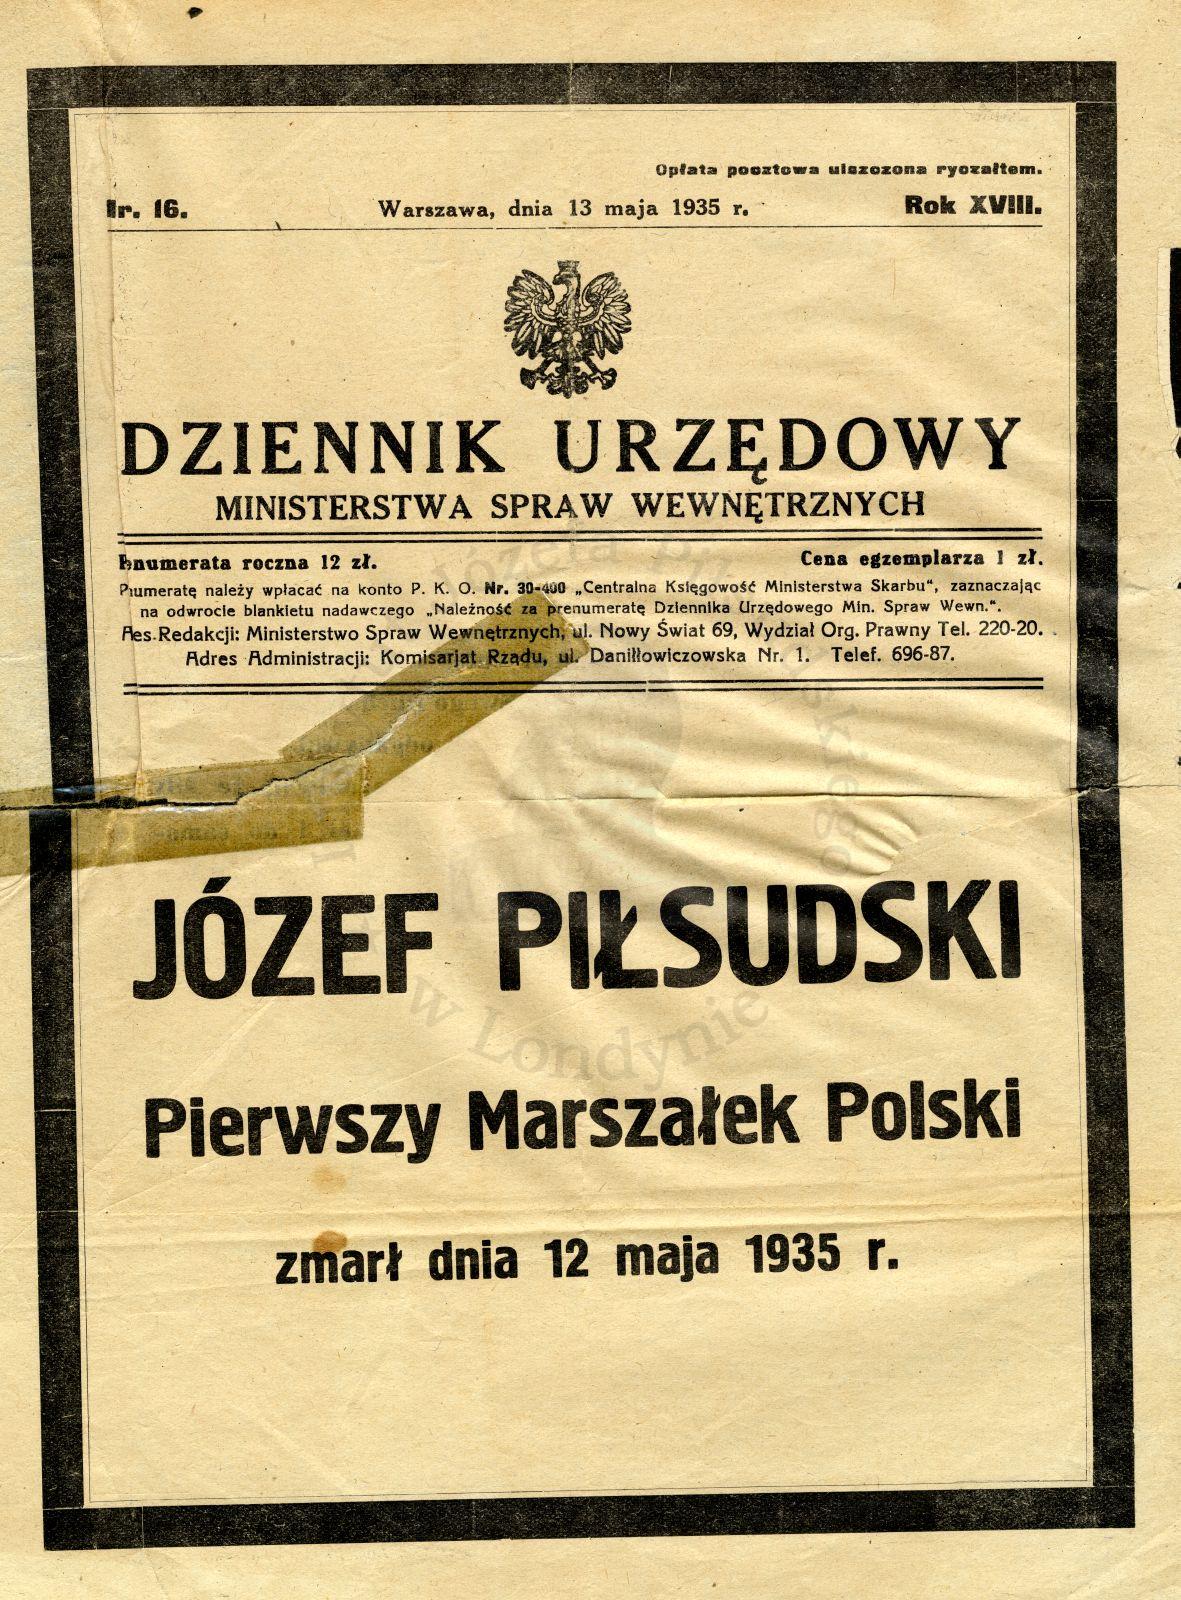 Opłata pocztowa uiszczona ryczałtem.
Nr. 16. Warszawa, dnia 13 maja 1935 r. Rok XVIII.
DZIENNIK URZĘDOWY
MINISTERSTWA SPRAW WEWNĘTRZNYCH
enumerata roczna 12 zł. Cena egzemplarza 1 zł.
Pnumeratę należy wpłacać na konto P. K. O. Nr. 30-400 „Centralna Księgowość Ministerstwa Skarbu“, zaznaczając
na odwrocie blankietu nadawczego „Należność za prenumeratę Dziennika Urzędowego Min. Spraw Wewn.“.
Aes Redakcji: Ministerstwo Spraw Wewnętrznych, ul. Nowy Świat 69, Wydział Org. Prawny Tel. 220-20.
Adres Administracji: Komisarjat Rządu, ul. Daniłłowiczowska Nr. 1. Telef. 696-87.
JÓZEF PIŁSUDSKI
w Londynie
Pierwszy Marszałek Polski
zmarł dnia 12 maja 1935 r.